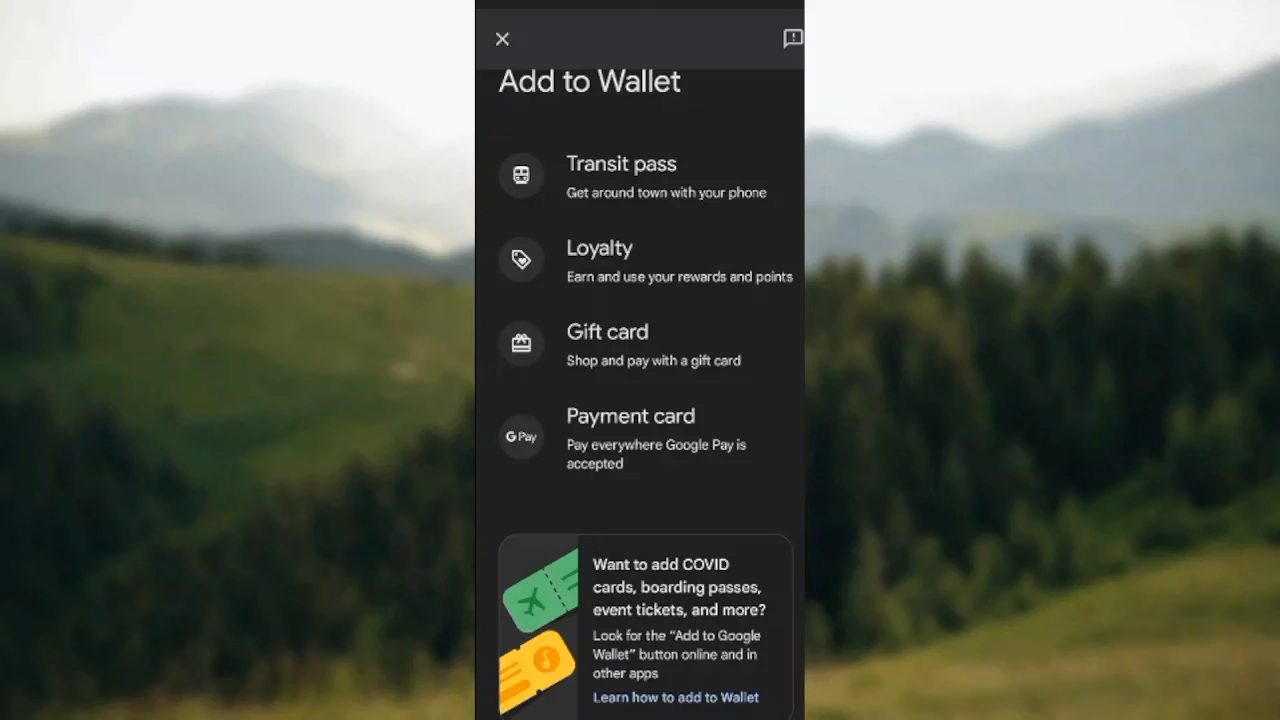 Add to Wallet
Transit pass
Get around town with your phone
Loyalty
Earn and use your rewards and points
Gift card
Shop and pay with a gift card
G Pay
Payment card
Pay everywhere Google Pay is
accepted
Want to add COVID
cards, boarding passes,
event tickets, and more?
Look for the “Add to Google
Wallet” button online and in
other apps
Learn how to add to Wallet